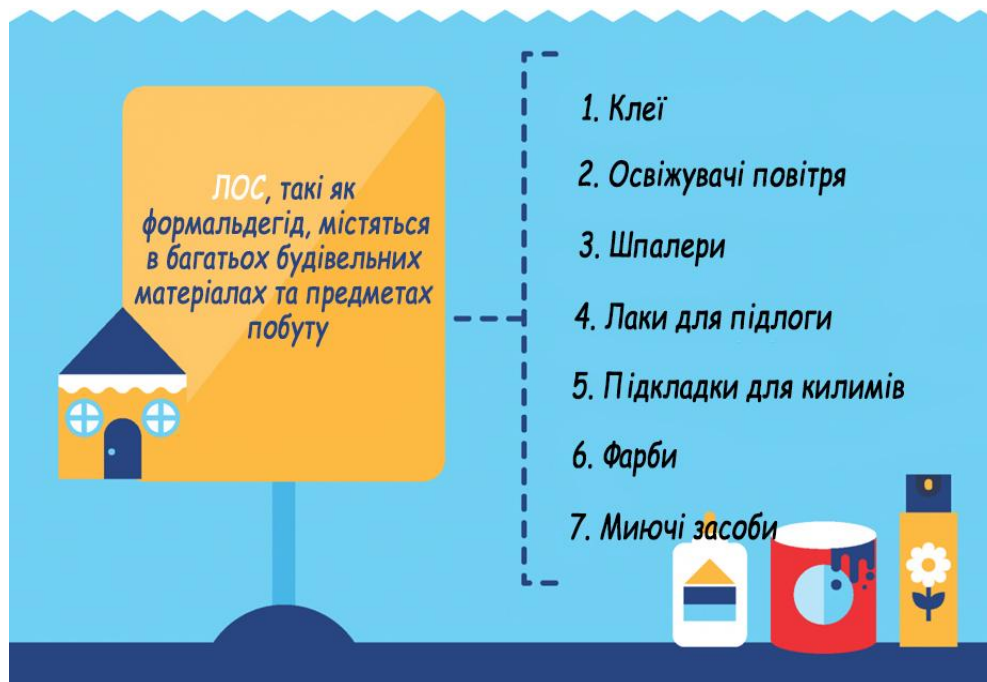 ЛОС, такі як
формальдегід, містяться
в багатьох будівельних
матеріалах та предметах
побуту
1. Клеї
2. Освіжувачі повітря
3. Шпалери
4. Лаки для підлоги
5. Підкладки для килимів
6. Фарби
7. Миючі засоби